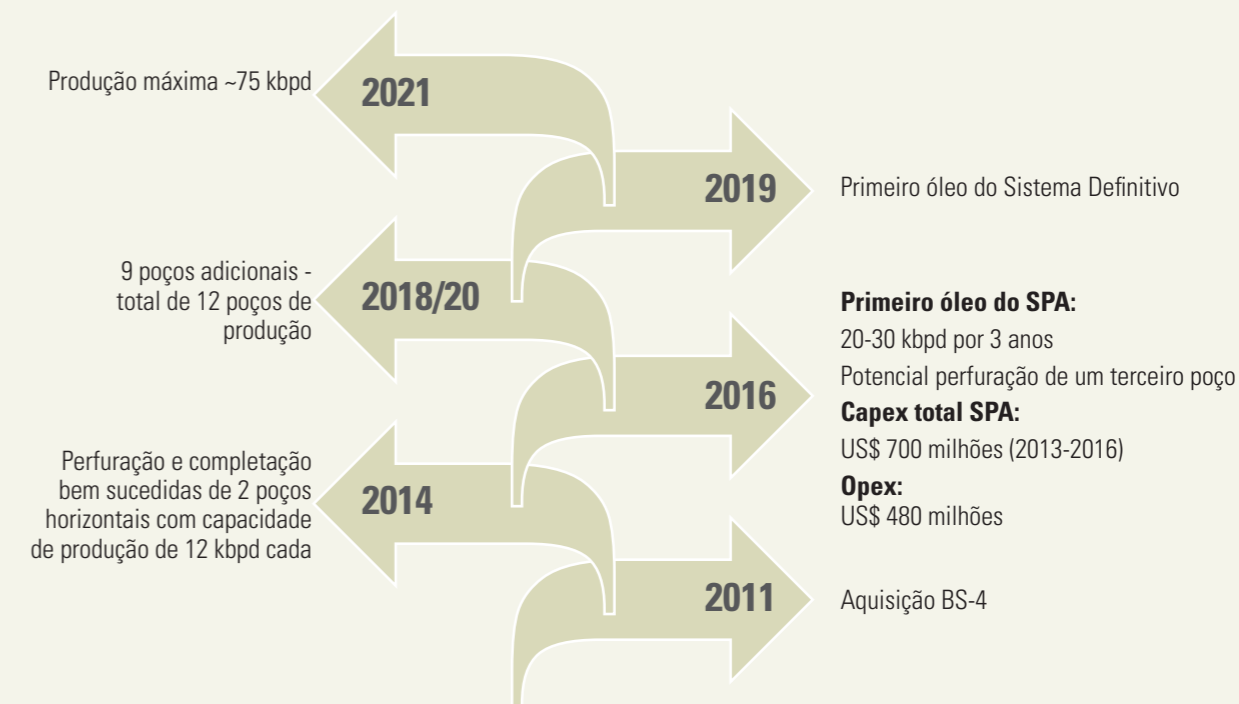 Produção máxima ~75 kbpd
2021
2019
Primeiro óleo do Sistema Definitivo
9 poços adicionais -
total de 12 poços de
produção
2018/20
2016
Primeiro óleo do SPA:
20-30 kbpd por 3 anos
Potencial perfuração de um terceiro poço
Capex total SPA:
US$ 700 milhões (2013-2016)
Opex:
US$ 480 milhões
Perfuração e completação
bem sucedidas de 2 poços
horizontais com capacidade
de produção de 12 kbpd cada
2014
2011
Aquisição BS-4